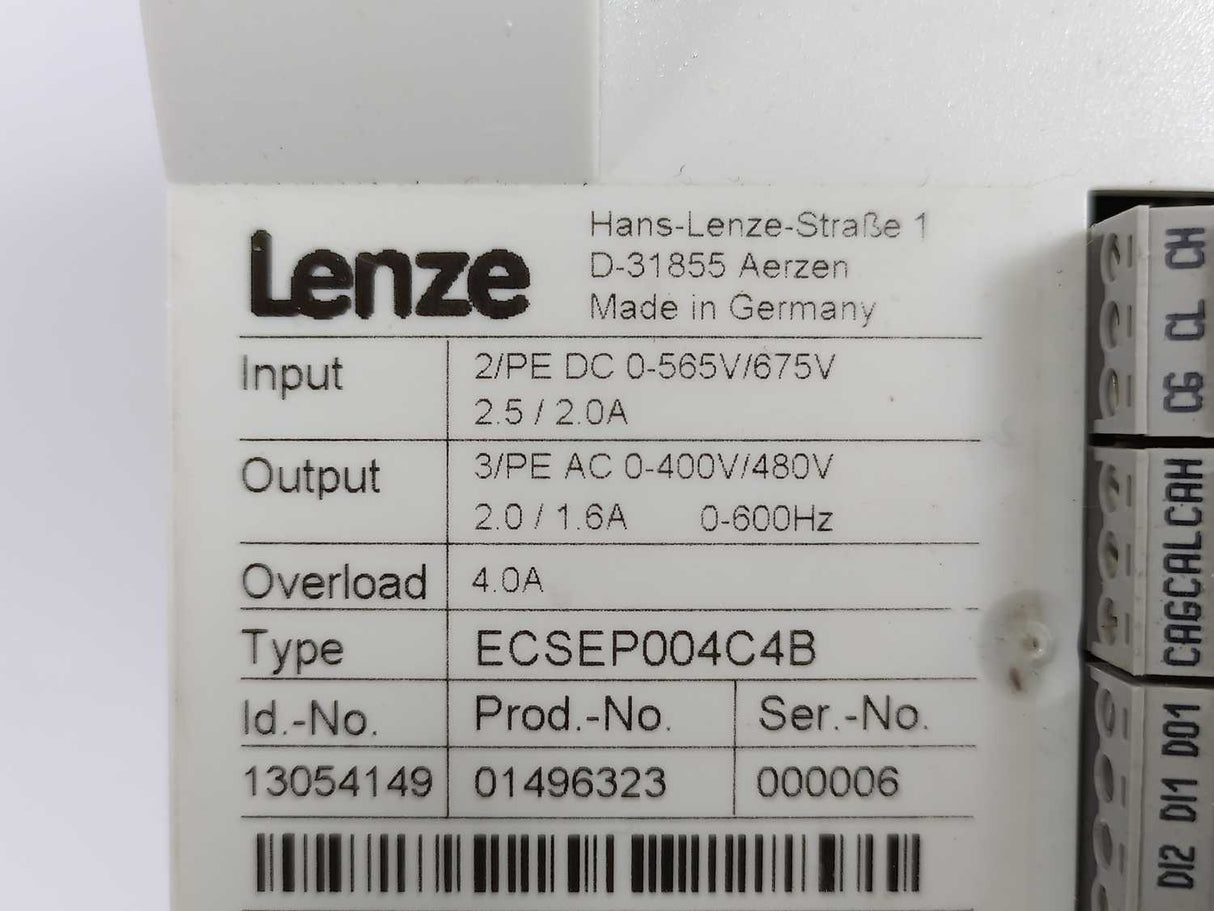 Lenze
Hans-Lenze-Straße 1
D-31855 Aerzen
Made in Germany
Input
2/PE DC 0-565V/675V
2.5 / 2.0A
Output
3/PE AC 0-400V/480V
2.0 / 1.6A 0-600Hz
Overload 4.0A
Type ECSEP004C4B
Id.-No. Prod.-No. Ser.-No.
13054149 01496323 000006
CG CL CH
CAG CAL CAH
DI2 DI1 DO1